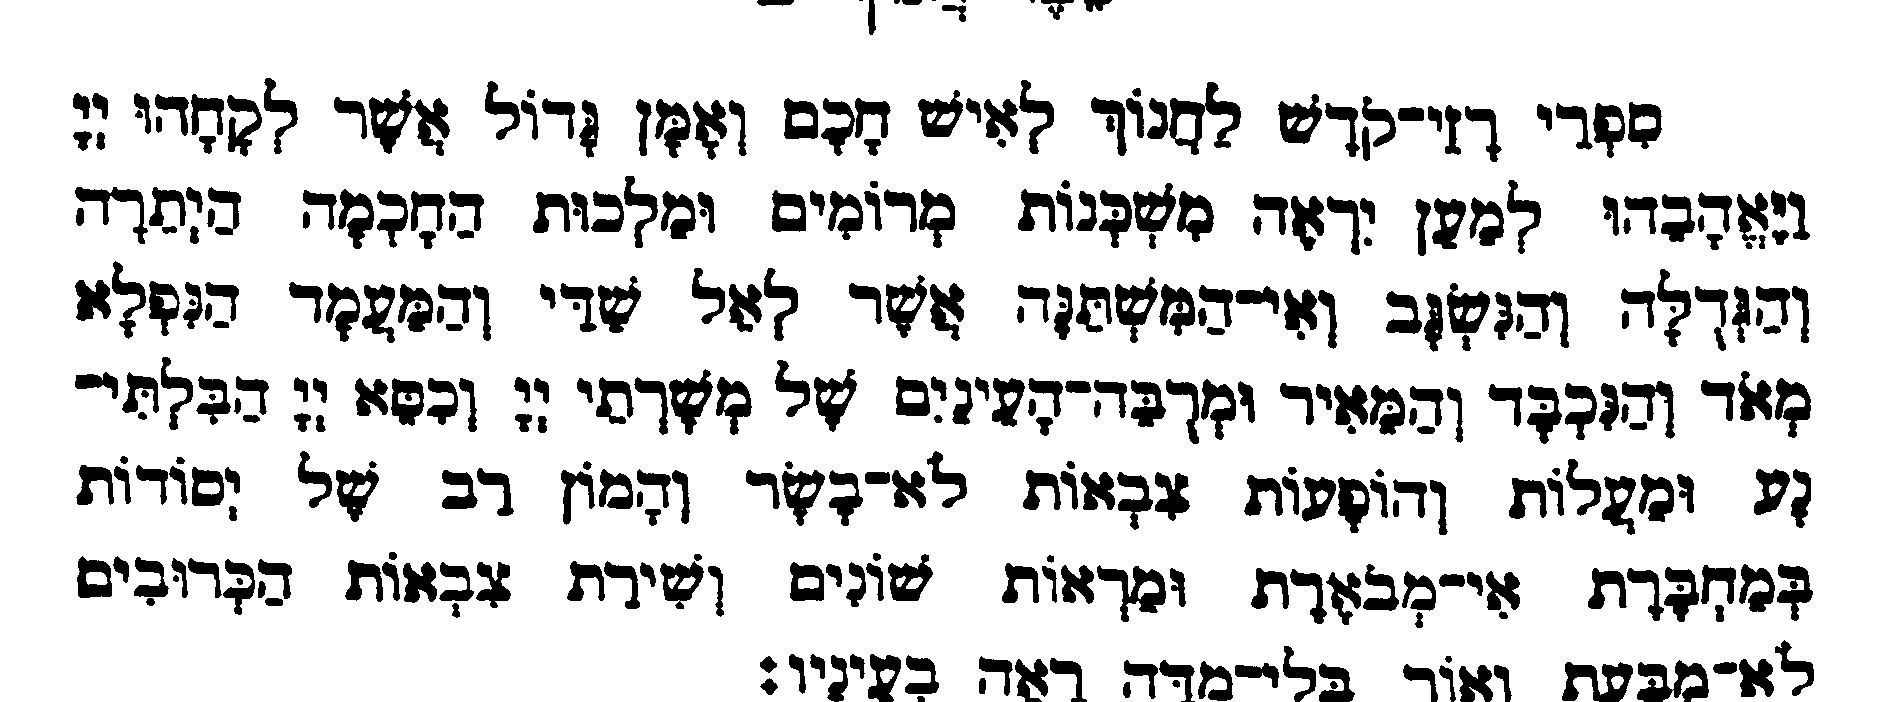 סִפְרֵי רָזֵי־קֹדֶשׁ לַחֲנוֹךְ לְאִישׁ חָכָם וְאָמָּן גָּדוֹל אֲשֶׁר לְקָחָהוּ יְיָ
וַיֶּאֱהָבֵהוּ לְמַעַן יִרְאֶה מִשְׁכְּנוֹת מְרוֹמִים וּמַלְכוּת הַחָכְמָה הַיְתֵרָה
וְהַגְּדֻלָּה וְהַנִּשְׂגָּב וְאִי־הַמִּשְׁתַּנֶּה אֲשֶׁר לְאֵל שַׁדַּי וְהַמַּעֲמָד הַנִּפְלָא
מְאֹד וְהַנִּכְבָּד וְהַמֵּאִיר וּמְרֻבֵּה־הָעֵינַיִם שֶׁל מְשָׁרְתֵי יְיָ וְכִסֵּא יְיָ הַבִּלְתִּי־
נָע וּמַעֲלוֹת וְהוֹפָעוֹת צִבְאוֹת לֹא־בָשָׂר וְהָמוֹן רַב שֶׁל יְסוֹדוֹת
בְּמַחְבֶּרֶת אִי־מְבֹאֶרֶת וּמַרְאוֹת שׁוֹנִים וְשִׁירַת צִבְאוֹת הַכְּרוּבִים
לֹא־מֻבַּעַת וְאוֹר בְּלִי־מִדָּה רָאָה בְעֵינָיו׃